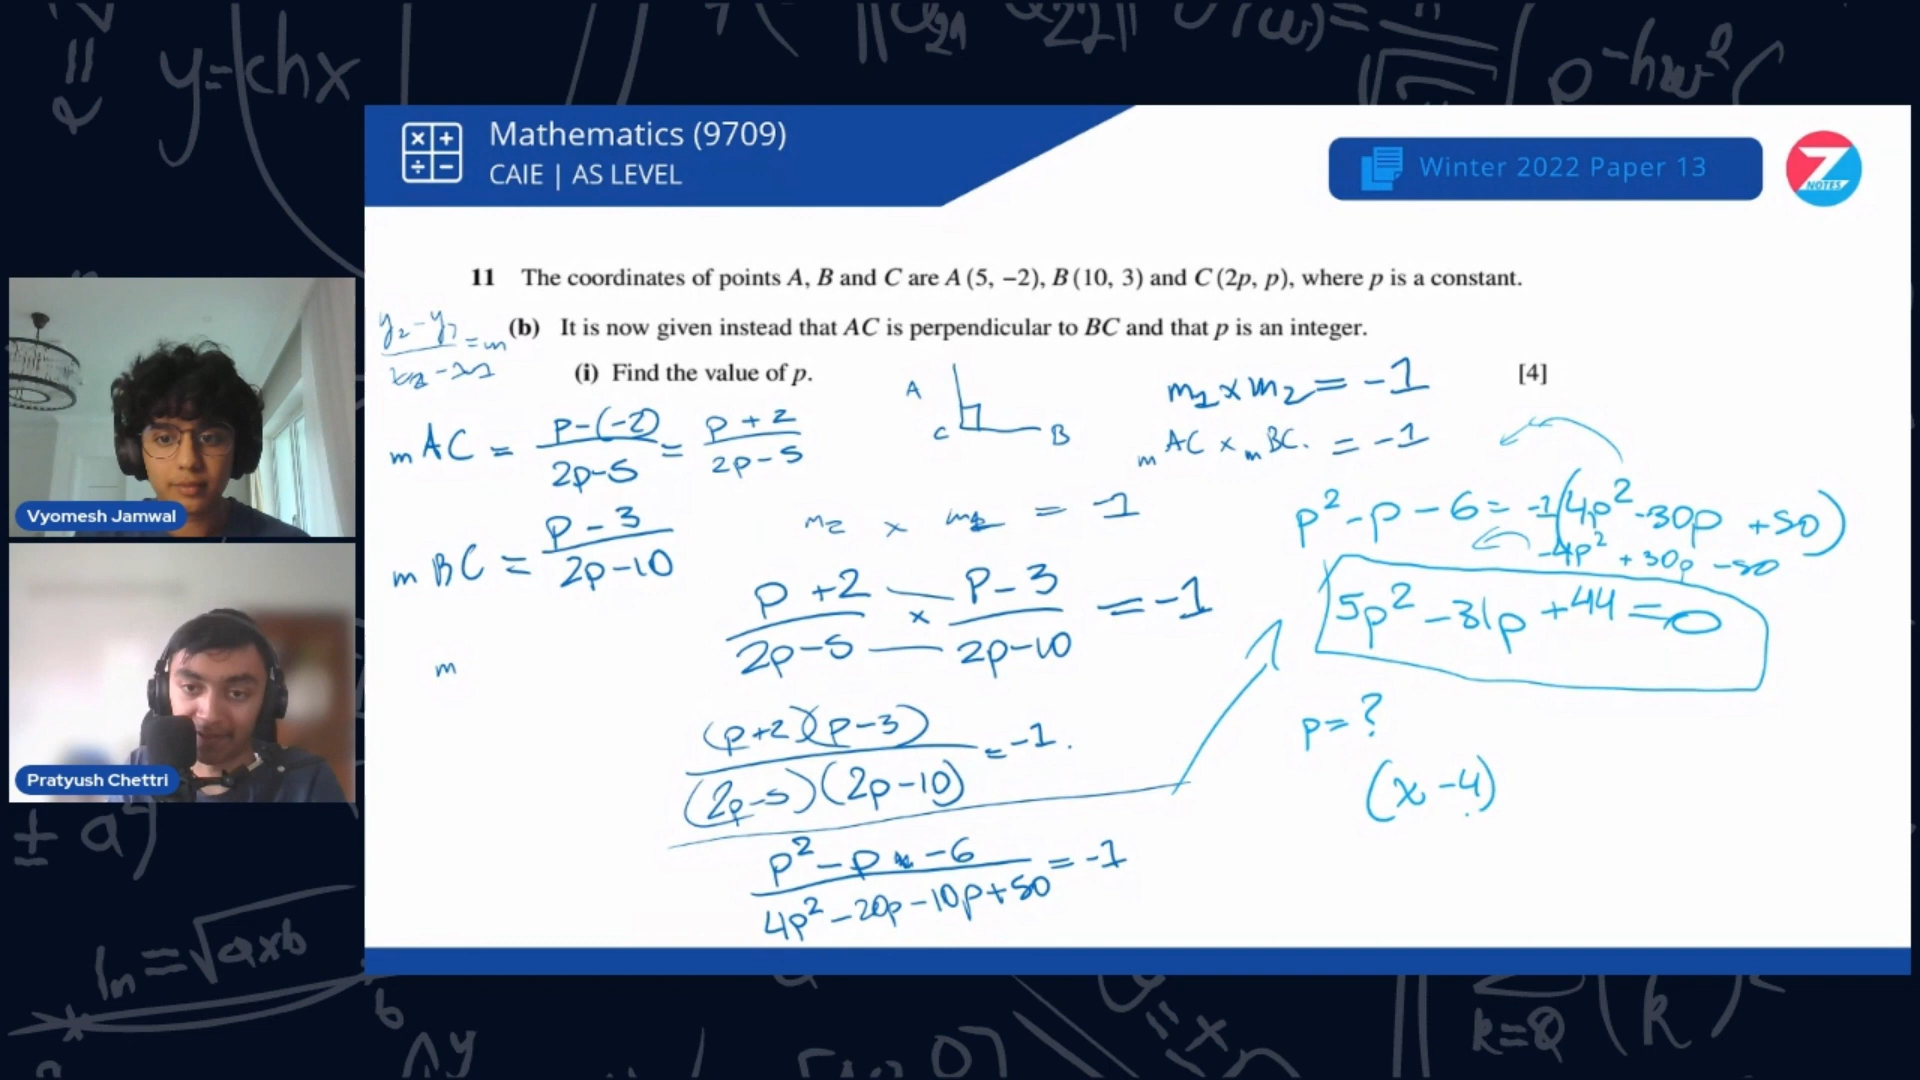 y=chx
Mathematics (9709)
CAIE | AS LEVEL
Winter 2022 Paper 13
Z
NOTES
11 The coordinates of points A, B and C are A (5, −2), B (10, 3) and C (2p, p), where p is a constant.
(b) It is now given instead that AC is perpendicular to BC and that p is an integer.
(i) Find the value of p. [4]
mAC = p-(-2)/2p-5 = p+2/2p-5
mBC = p-3/2p-10
m
A
C B
m1 x m2 = -1
mAC x mBC. = -1
m2 x m2 = -1
p+2/2p-5 x p-3/2p-10 = -1
(p+2)(p-3)/(2p-5)(2p-10) = -1.
p²-p -6/4p²-20p-10p+50 = -1
p²-p-6 = -1(4p²-30p +50)
-4p² +30p -50
5p²-31p+44=0
p=?
(x-4)
Vyomesh Jamwal
Pratyush Chettri
ln=√axb
b
k=Q
(k)